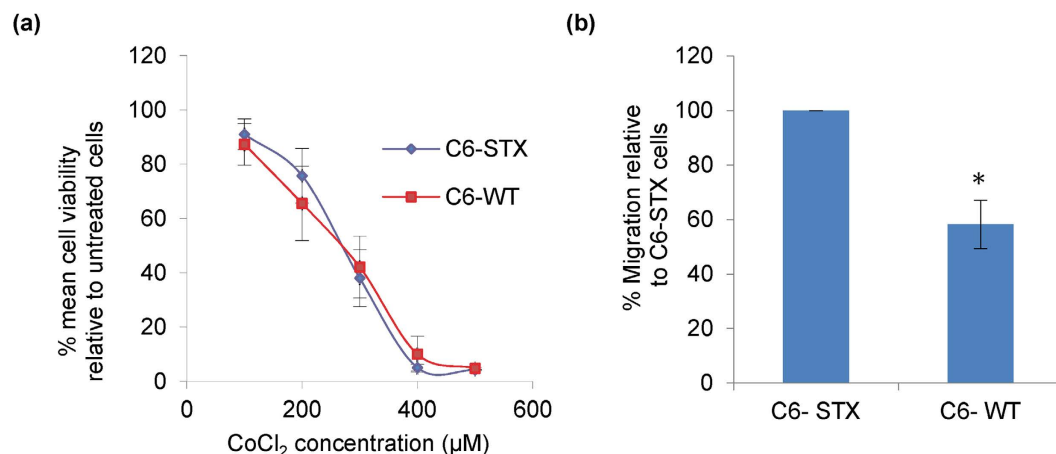 (a)
% mean cell viability
relative to untreated cells
120
100
80
60
40
20
0
0 200 400 600
CoCl₂ concentration (µM)
C6-STX
C6-WT
(b)
% Migration relative
to C6-STX cells
120
100
80
60
40
20
0
*
C6- STX C6- WT